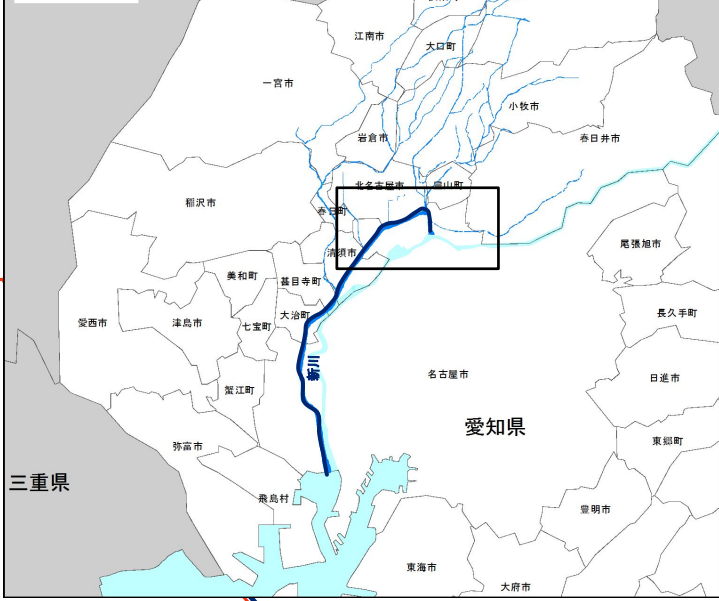 江南市
大口町
一宮市
小牧市
岩倉市
春日井市
北名古屋市
豊山町
稲沢市
春日町
清須市
尾張旭市
美和町
甚目寺町
大治町
長久手町
愛西市
津島市
七宝町
新川
名古屋市
日進市
蟹江町
愛知県
東郷町
弥富市
三重県
飛島村
豊明市
東海市
大府市